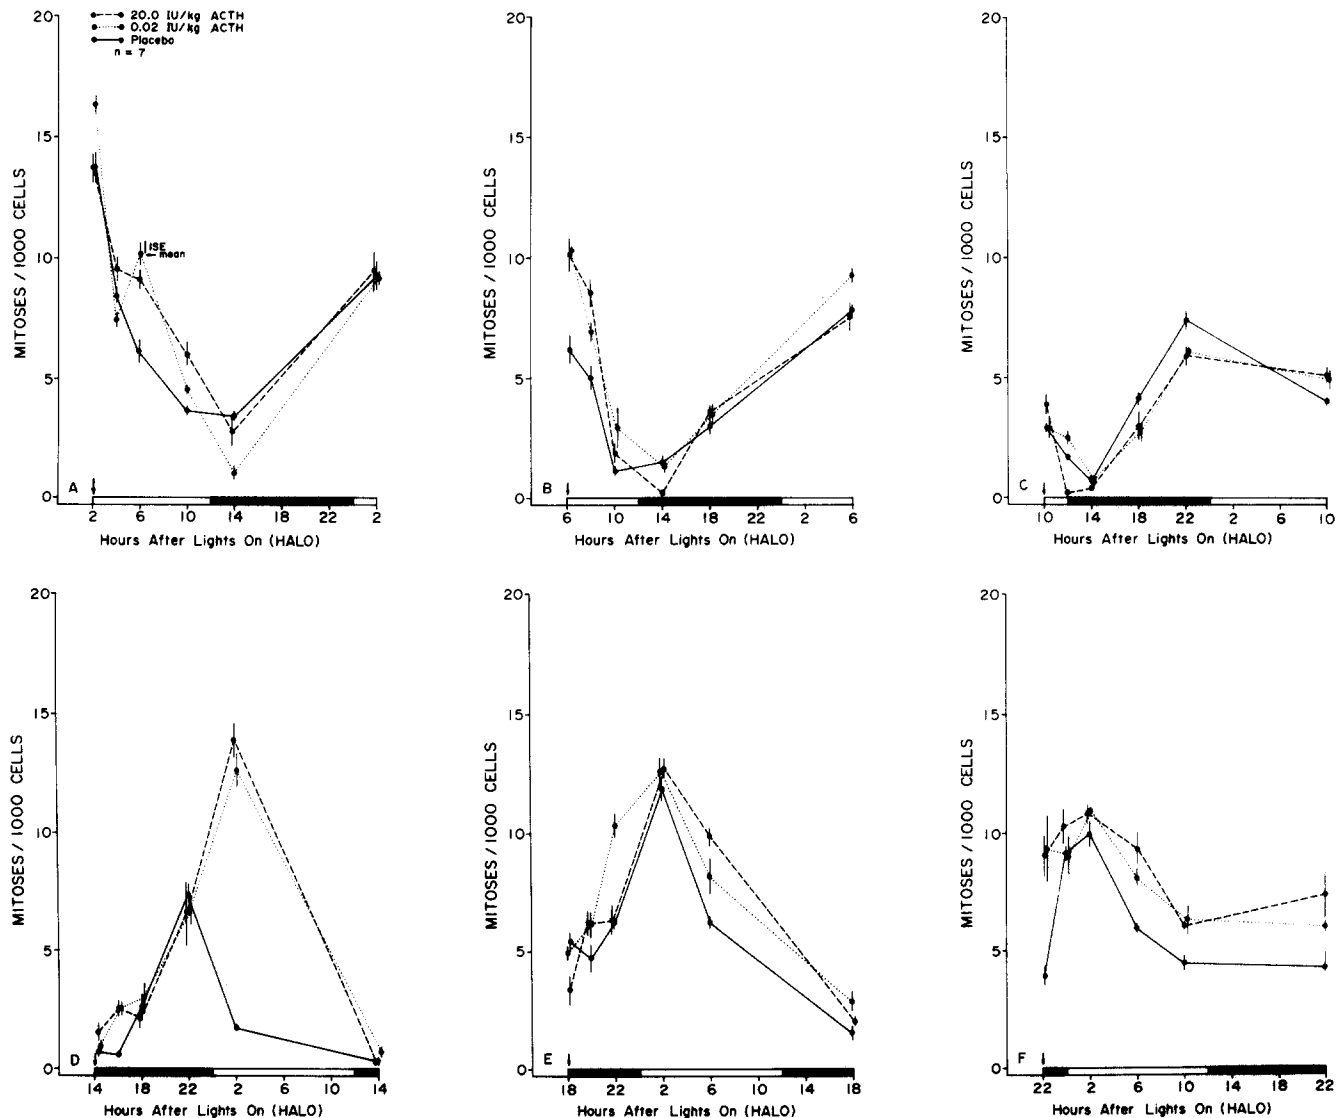 20.0 IU/kg ACTH
0.02 IU/kg ACTH
Placebo
n = 7
20
15
10
5
0
MITOSES / 1000 CELLS
ISE
mean
A
2 6 10 14 18 22 2
Hours After Lights On (HALO)
20
15
10
5
0
MITOSES / 1000 CELLS
B
6 10 14 18 22 2 6
Hours After Lights On (HALO)
20
15
10
5
0
MITOSES / 1000 CELLS
C
10 14 18 22 2 6 10
Hours After Lights On (HALO)
20
15
10
5
0
MITOSES / 1000 CELLS
D
14 18 22 2 6 10 14
Hours After Lights On (HALO)
20
15
10
5
0
MITOSES / 1000 CELLS
E
18 22 2 6 10 14 18
Hours After Lights On (HALO)
20
15
10
5
0
MITOSES / 1000 CELLS
F
22 2 6 10 14 18 22
Hours After Lights On (HALO)